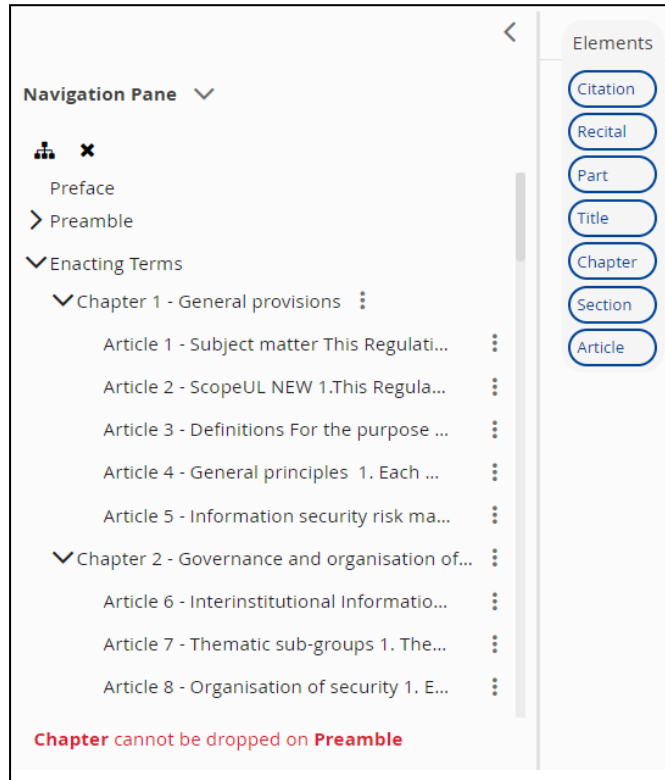 Navigation Pane
Preface
Preamble
Enacting Terms
Chapter 1 - General provisions
Article 1 - Subject matter This Regulati...
Article 2 - ScopeUL NEW 1.This Regula...
Article 3 - Definitions For the purpose ...
Article 4 - General principles  1. Each ...
Article 5 - Information security risk ma...
Chapter 2 - Governance and organisation of...
Article 6 - Interinstitutional Informatio...
Article 7 - Thematic sub-groups 1. The...
Article 8 - Organisation of security 1. E...
Chapter cannot be dropped on Preamble
Elements
Citation
Recital
Part
Title
Chapter
Section
Article